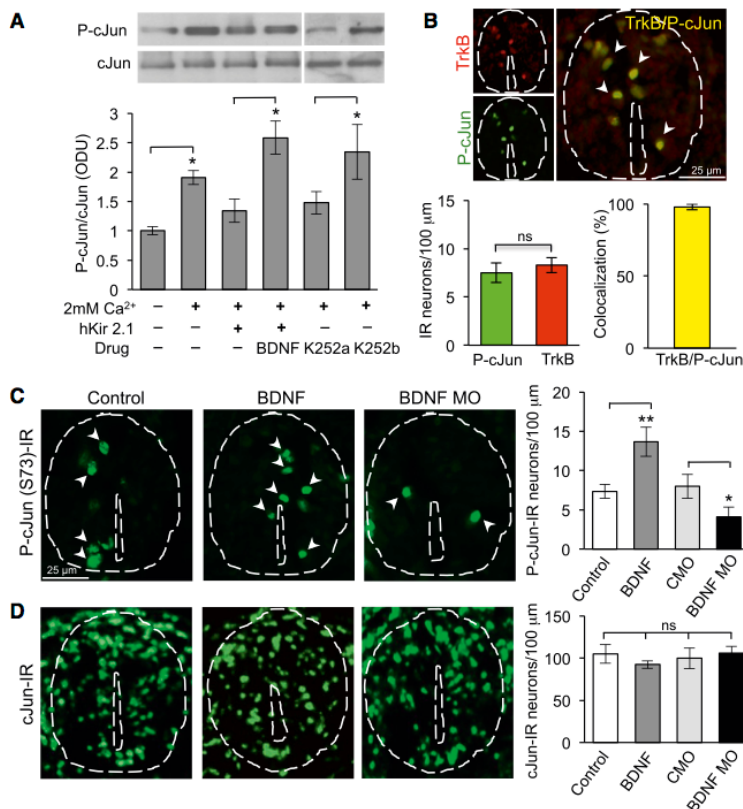 A
P-cJun
cJun
P-cJun/cJun (ODU)
3
2.5
2
1.5
1
0.5
0
*
*
*
2mM Ca²⁺ – + + + + +
hKir 2.1 – – + + – –
Drug BDNF K252a K252b
B
TrkB
P-cJun
TrkB/P-cJun
25 µm
IR neurons/100 µm
15
10
5
0
ns
P-cJun TrkB
Colocalization (%)
100
50
0
TrkB/P-cJun
C
Control BDNF BDNF MO
P-cJun (S73)-IR
25 µm
P-cJun-IR neurons/100 µm
20
15
10
5
0
**
*
Control BDNF CMO BDNF MO
D
cJun-IR
cJun-IR neurons/100 µm
150
100
50
0
ns
Control BDNF CMO BDNF MO